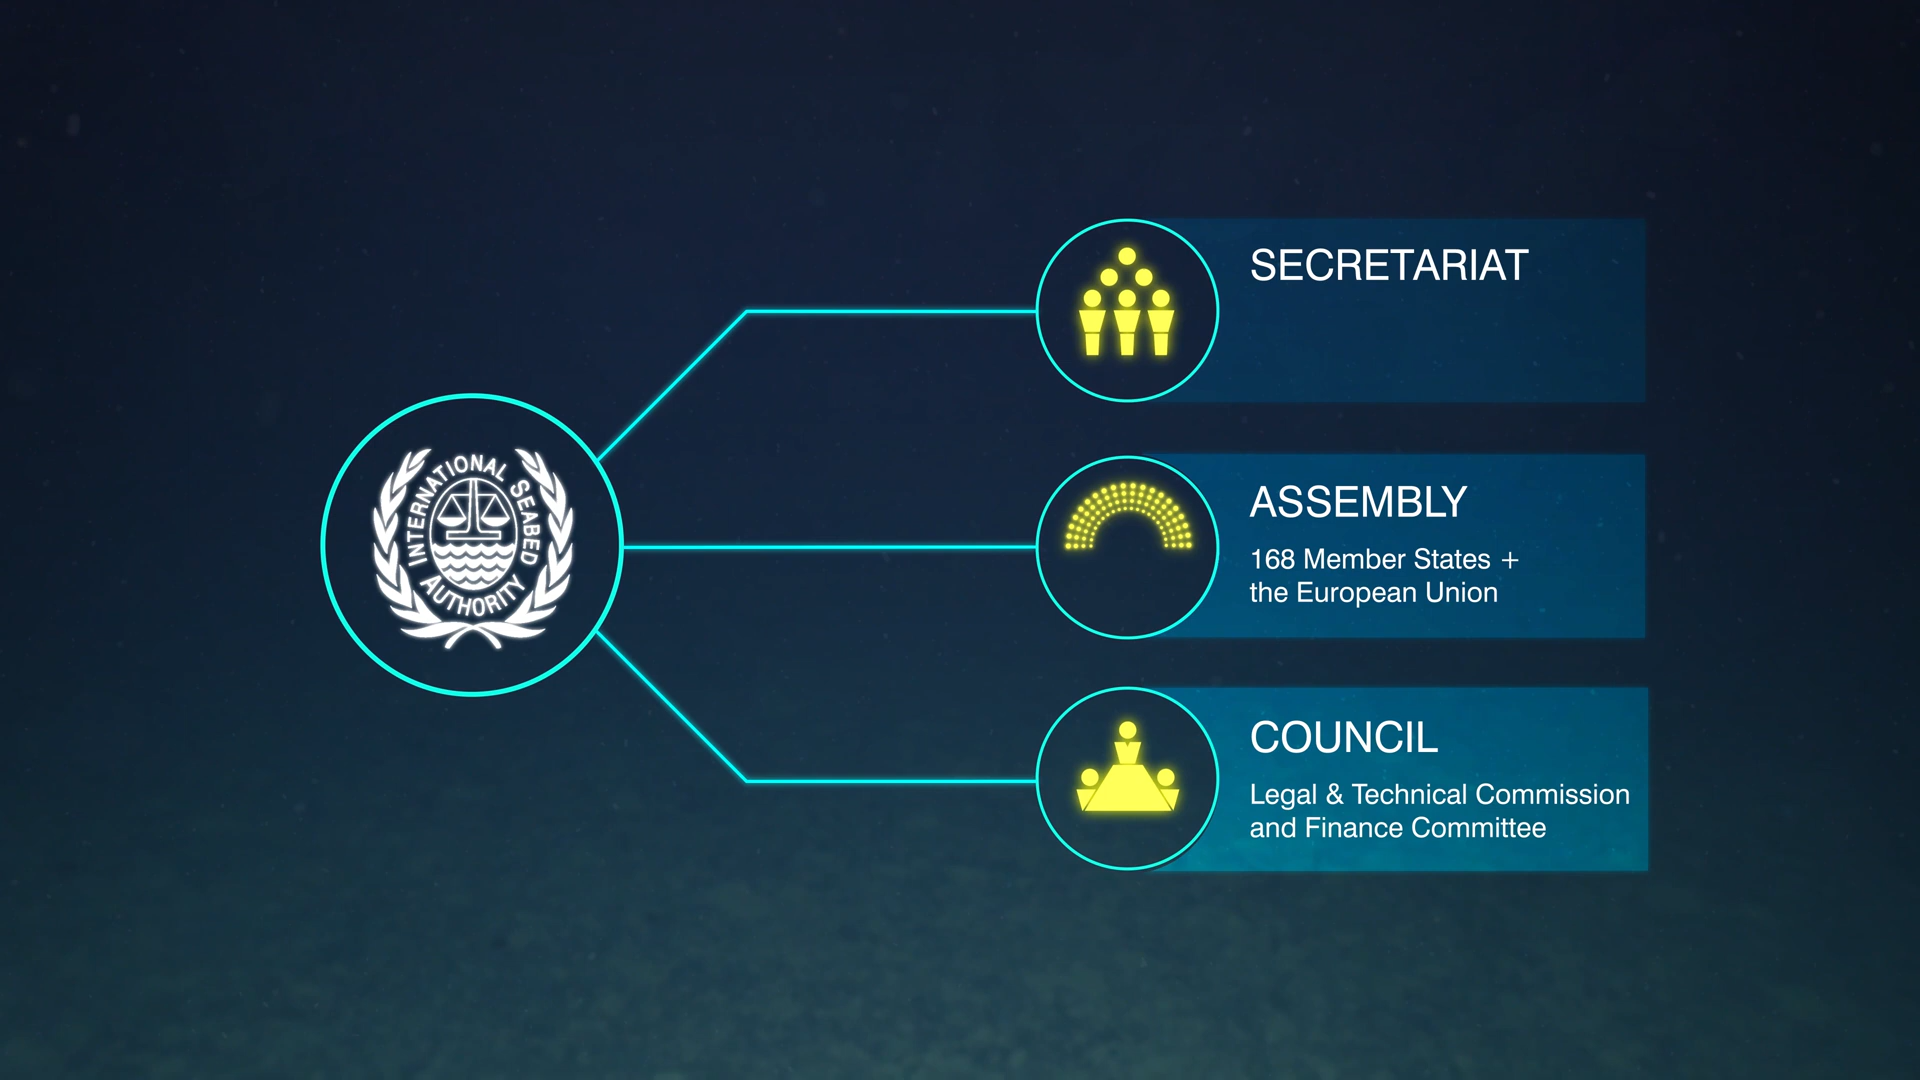 INTERNATIONAL SEABED
AUTHORITY
SECRETARIAT
ASSEMBLY
168 Member States +
the European Union
COUNCIL
Legal & Technical Commission
and Finance Committee